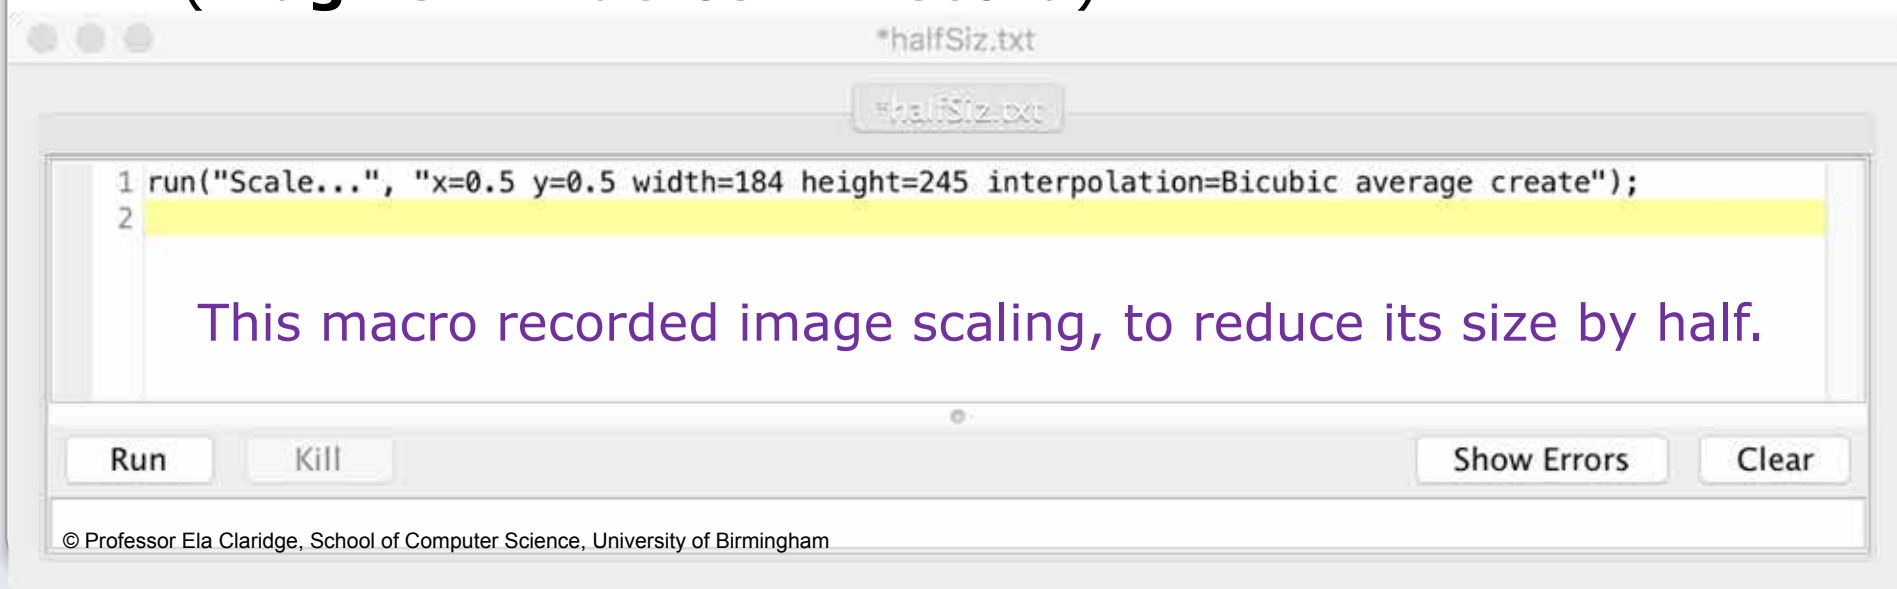 *halfSiz.txt
*halfSiz.txt
1 run("Scale...", "x=0.5 y=0.5 width=184 height=245 interpolation=Bicubic average create");
2
This macro recorded image scaling, to reduce its size by half.
Run Kill Show Errors Clear
© Professor Ela Claridge, School of Computer Science, University of Birmingham